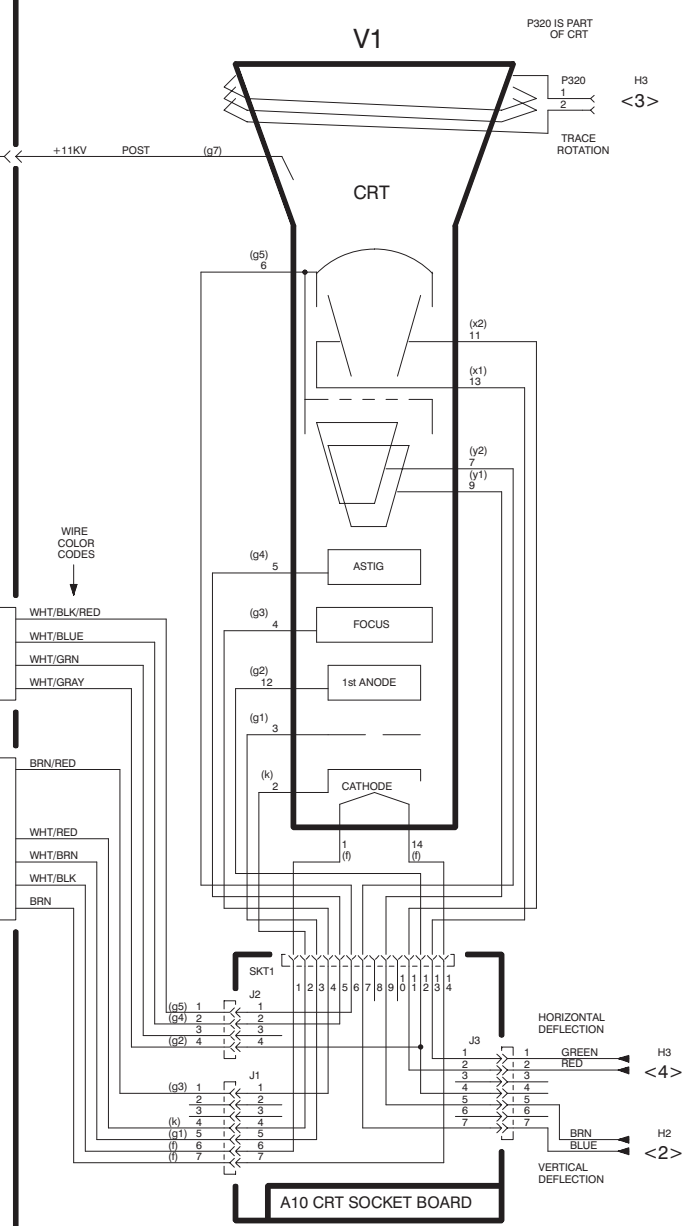 V1
P320 IS PART
OF CRT
P320
1
2
H3
<3>
TRACE
ROTATION
+11KV POST (g7)
CRT
(g5)
6
(x2)
11
(x1)
13
(y2)
7
(y1)
9
WIRE
COLOR
CODES
(g4)
5
ASTIG
(g3)
4
FOCUS
(g2)
12
1st ANODE
(g1)
3
(k)
2
CATHODE
1
(f)
14
(f)
WHT/BLK/RED
WHT/BLUE
WHT/GRN
WHT/GRAY
BRN/RED
WHT/RED
WHT/BRN
WHT/BLK
BRN
SKT1
1 2 3 4 5 6 7 8 9 10 11 12 13 14
J2
(g5) 1 1
(g4) 2 2
3 3
(g2) 4 4
J1
(g3) 1 1
2 2
3 3
(k) 4 4
(g1) 5 5
(f) 6 6
(f) 7 7
J3
1 1
2 2
3 3
4 4
5 5
6 6
7 7
HORIZONTAL
DEFLECTION
GREEN
RED
H3
<4>
BRN
BLUE
H2
<2>
VERTICAL
DEFLECTION
A10 CRT SOCKET BOARD